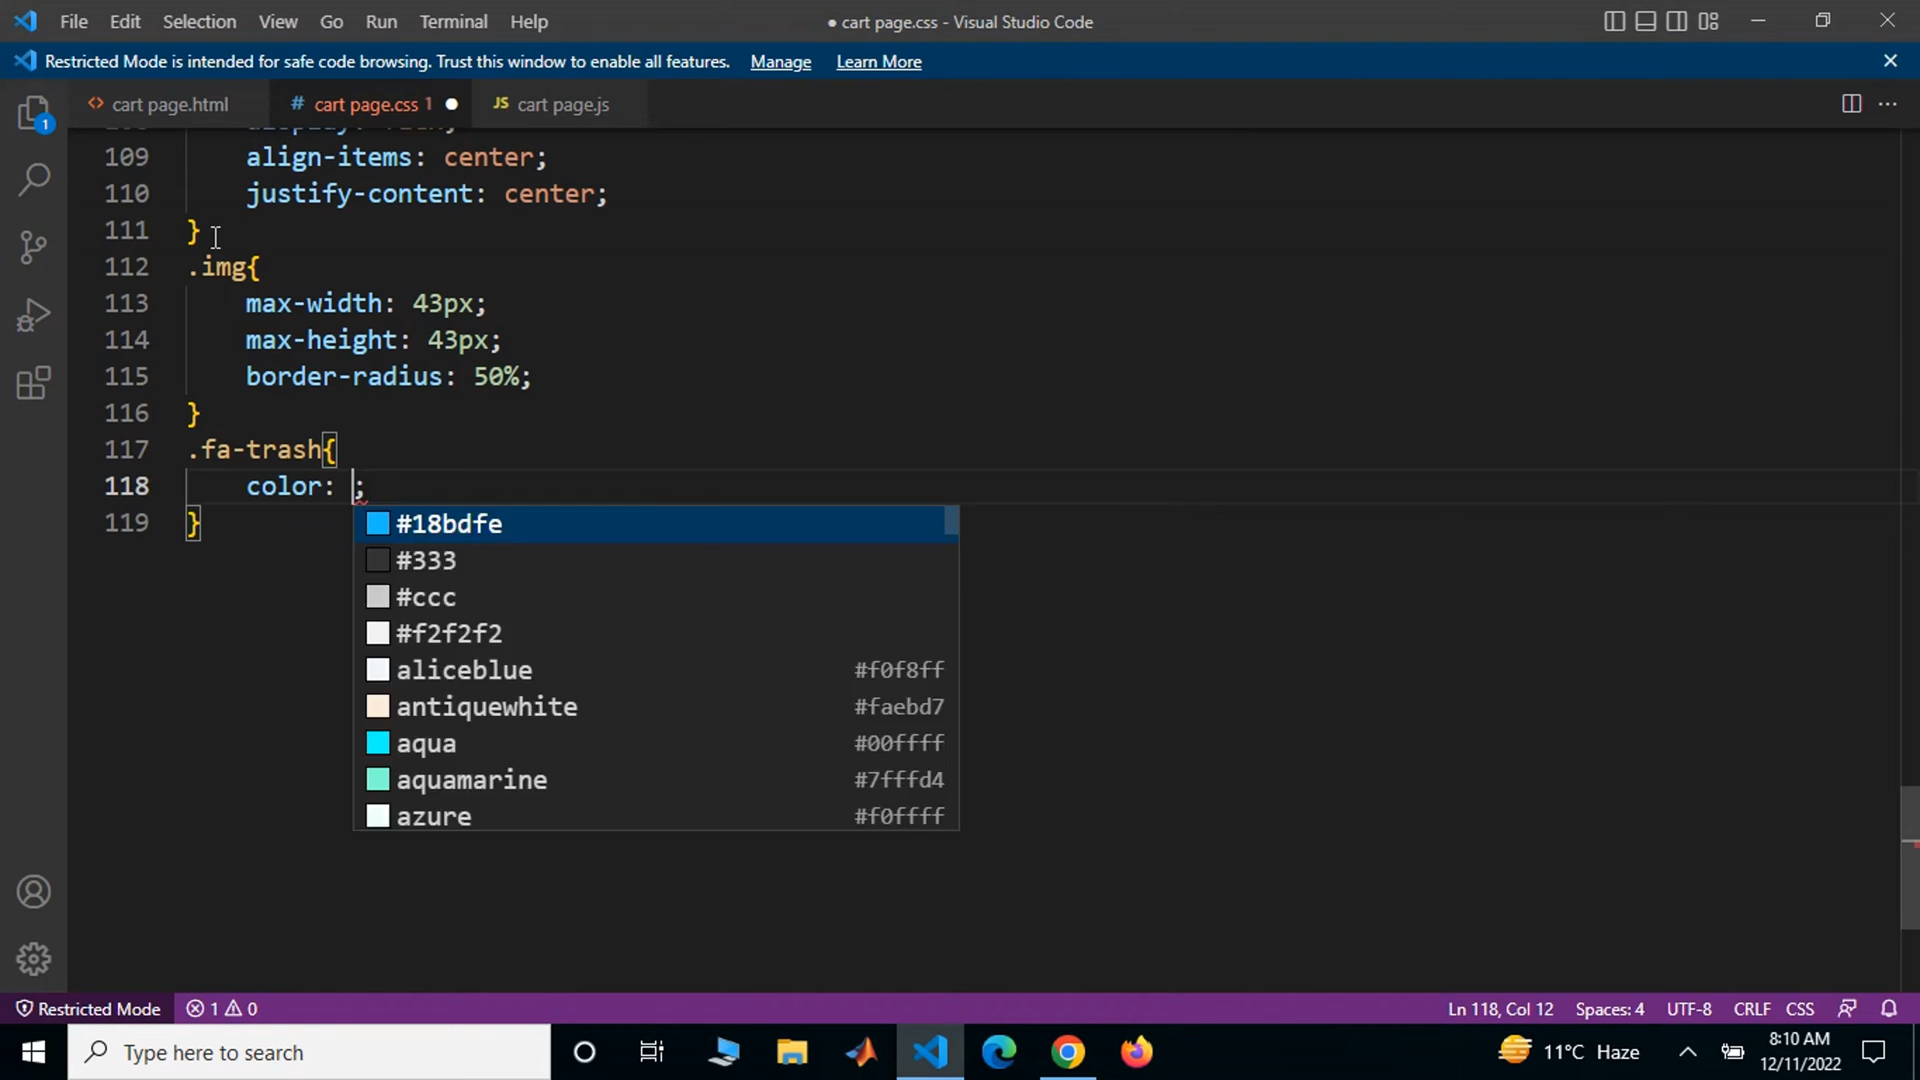 File Edit Selection View Go Run Terminal Help ● cart page.css - Visual Studio Code
Restricted Mode is intended for safe code browsing. Trust this window to enable all features. Manage Learn More
cart page.html # cart page.css 1 JS cart page.js
1
109 align-items: center;
110 justify-content: center;
111 }
112 .img{
113 max-width: 43px;
114 max-height: 43px;
115 border-radius: 50%;
116 }
117 .fa-trash{
118 color: ;
119 }
#18bdfe
#333
#ccc
#f2f2f2
aliceblue #f0f8ff
antiquewhite #faebd7
aqua #00ffff
aquamarine #7fffd4
azure #f0ffff
Restricted Mode 1 0 Ln 118, Col 12 Spaces: 4 UTF-8 CRLF CSS
Type here to search 11°C Haze 8:10 AM
12/11/2022